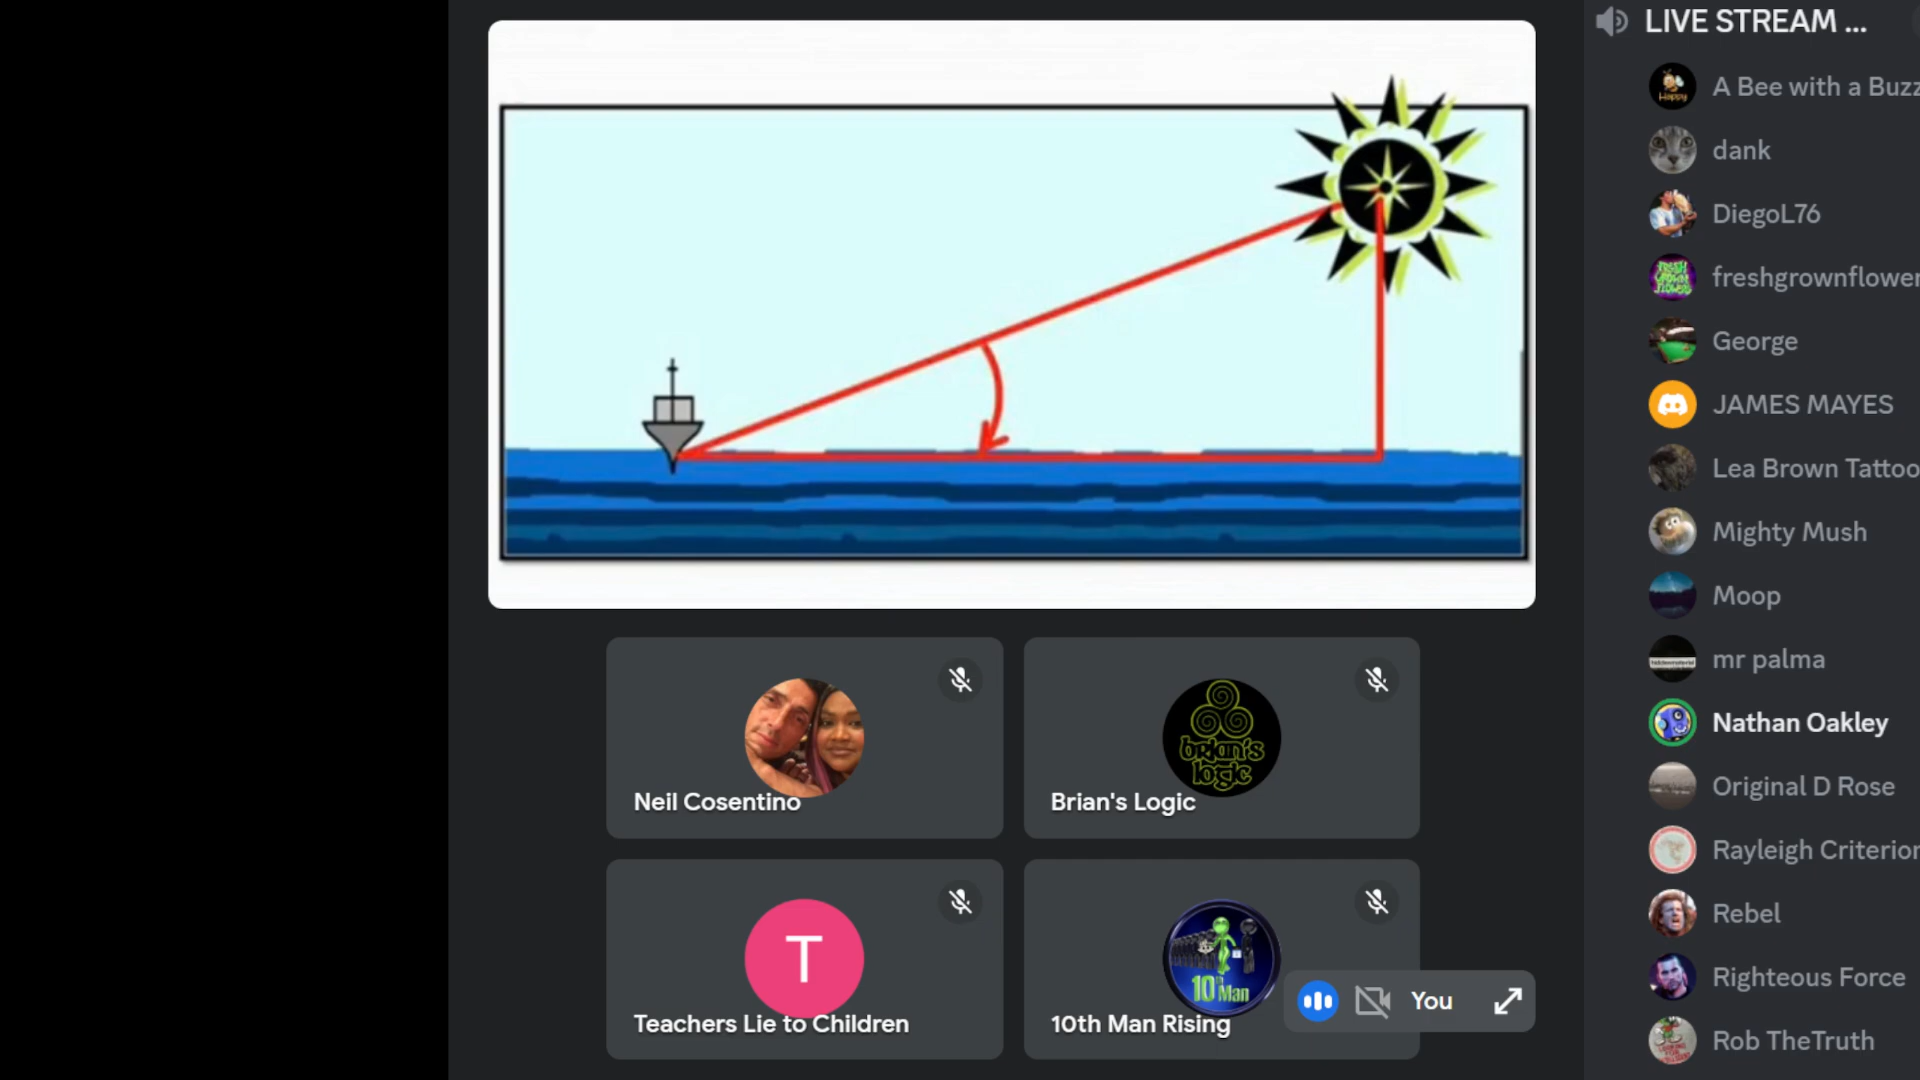 LIVE STREAM ...
A Bee with a Buzz
dank
DiegoL76
freshgrownflower
George
JAMES MAYES
Lea Brown Tattoo
Mighty Mush
Moop
mr palma
Nathan Oakley
Original D Rose
Rayleigh Criterion
Rebel
Righteous Force
Rob TheTruth
Neil Cosentino
brian's
logic
Brian's Logic
T
Teachers Lie to Children
10th Man
10th Man Rising
You
Happy